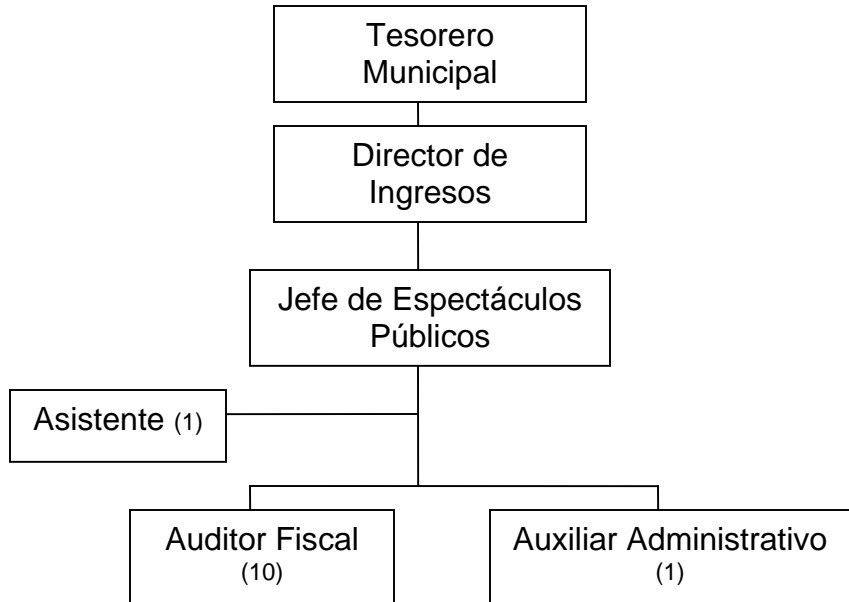 Tesorero
Municipal
Director de
Ingresos
Jefe de Espectáculos
Públicos
Asistente (1)
Auditor Fiscal
(10)
Auxiliar Administrativo
(1)